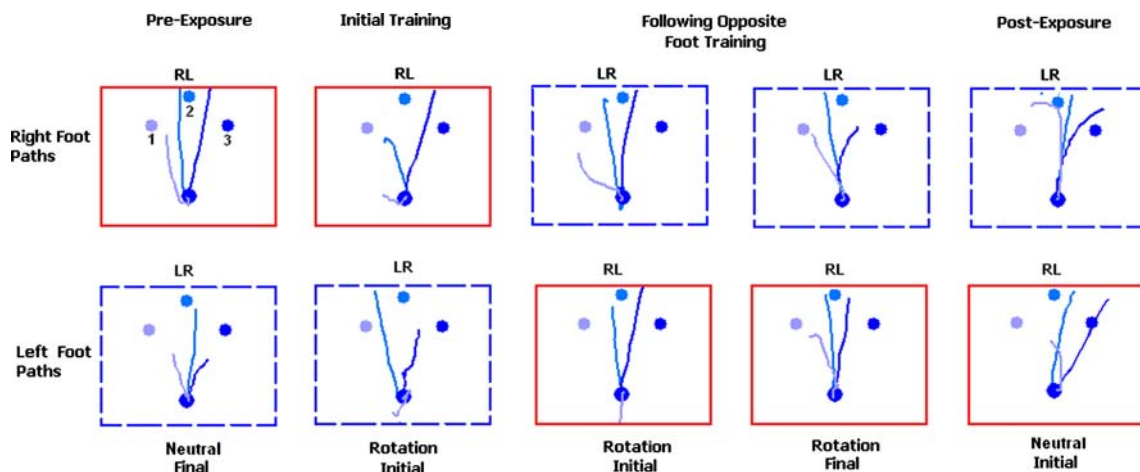 Pre-Exposure
Initial Training
Following Opposite
Foot Training
Post-Exposure
RL
RL
LR
LR
LR
Right Foot
Paths
1
2
3
LR
LR
RL
RL
RL
Left Foot
Paths
Neutral
Final
Rotation
Initial
Rotation
Initial
Rotation
Final
Neutral
Initial